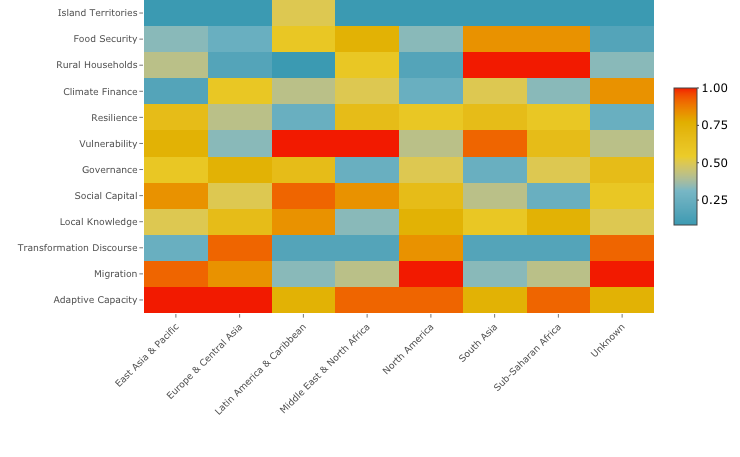 Island Territories
Food Security
Rural Households
Climate Finance
Resilience
Vulnerability
Governance
Social Capital
Local Knowledge
Transformation Discourse
Migration
Adaptive Capacity
East Asia & Pacific
Europe & Central Asia
Latin America & Caribbean
Middle East & North Africa
North America
South Asia
Sub-Saharan Africa
Unknown
1.00
0.75
0.50
0.25